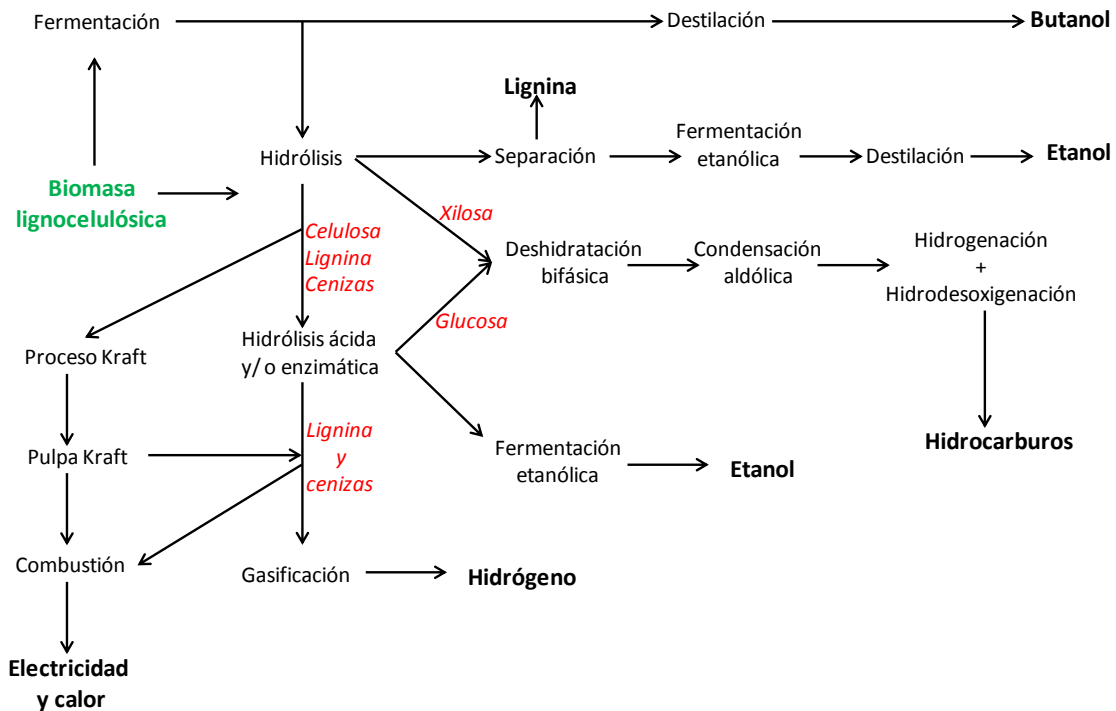 Fermentación
Destilación
Butanol
Lignina
Hidrólisis
Separación
Fermentación
etanólica
Destilación
Etanol
Biomasa
lignocelulósica
Xilosa
Celulosa
Lignina
Cenizas
Deshidratación
bifásica
Condensación
aldólica
Hidrogenación
+
Hidrodesoxigenación
Glucosa
Proceso Kraft
Hidrólisis ácida
y/o enzimática
Pulpa Kraft
Lignina
y
cenizas
Fermentación
etanólica
Etanol
Hidrocarburos
Combustión
Gasificación
Hidrógeno
Electricidad
y calor